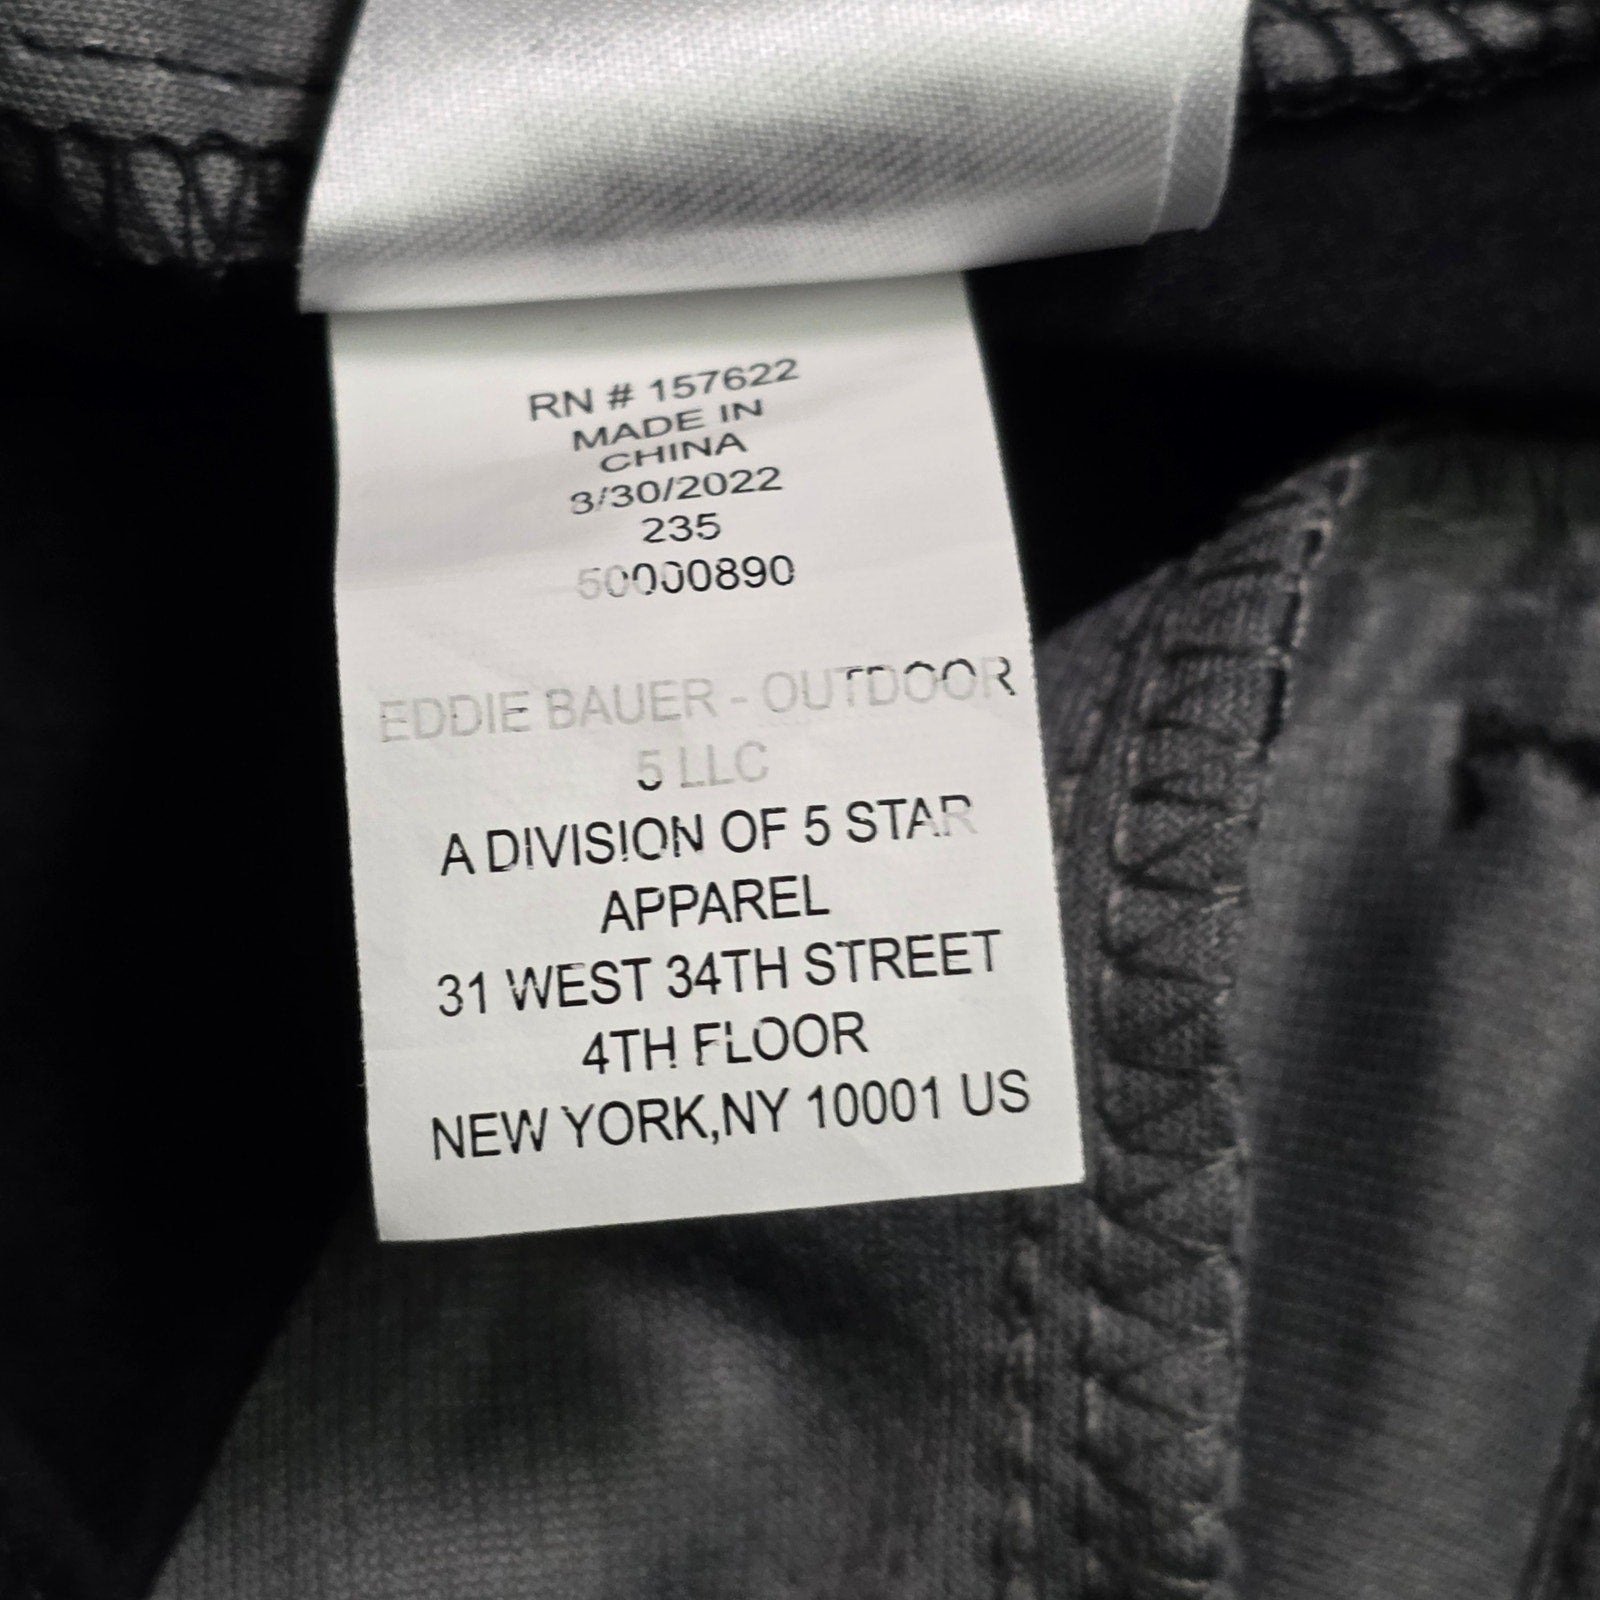 RN # 157622
MADE IN
CHINA
3/30/2022
235
50000890
EDDIE BAUER - OUTDOOR
5 LLC
A DIVISION OF 5 STAR
APPAREL
31 WEST 34TH STREET
4TH FLOOR
NEW YORK,NY 10001 US